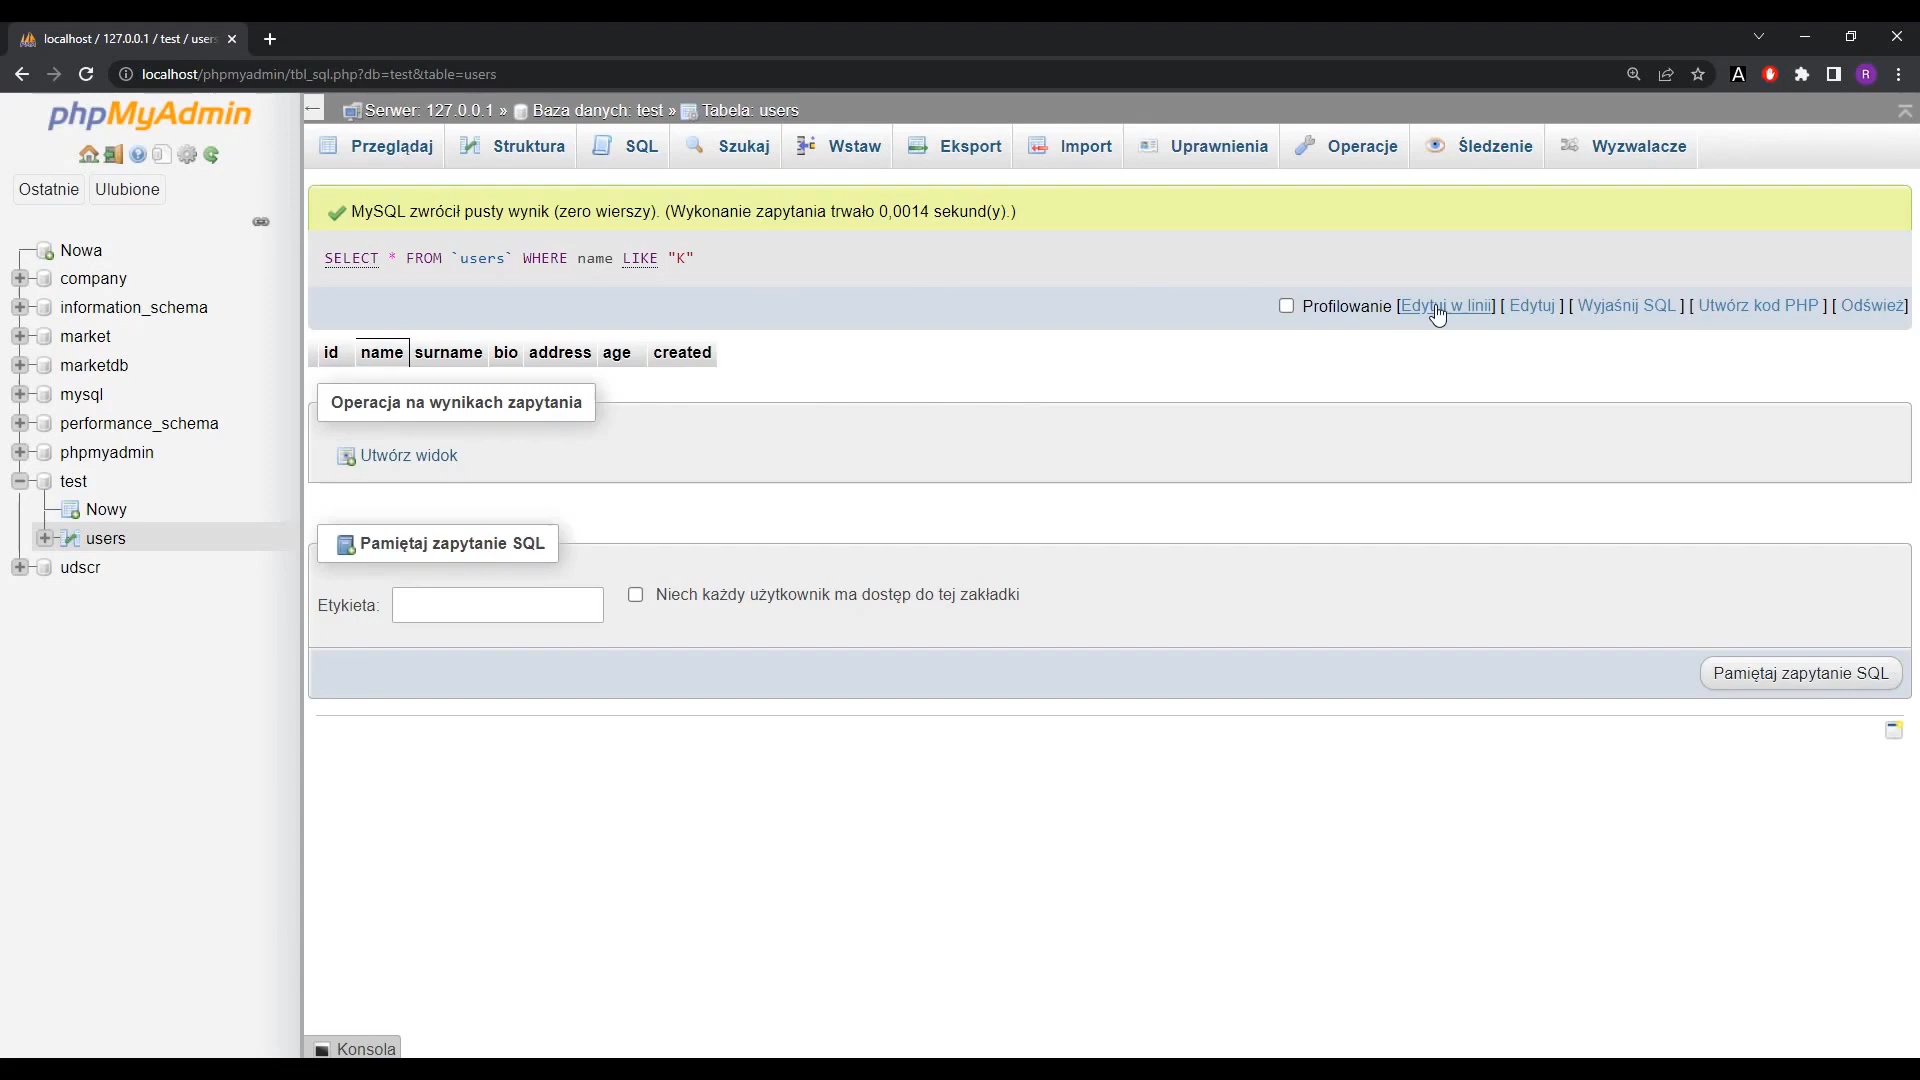 localhost / 127.0.0.1 / test / users
localhost/phpmyadmin/tbl_sql.php?db=test&table=users
A
R
phpMyAdmin
Ostatnie
Ulubione
Nowa
company
information_schema
market
marketdb
mysql
performance_schema
phpmyadmin
test
Nowy
users
udscr
Serwer: 127.0.0.1 » Baza danych: test » Tabela: users
Przeglądaj Struktura SQL Szukaj Wstaw Eksport Import Uprawnienia Operacje Śledzenie Wyzwalacze
MySQL zwrócił pusty wynik (zero wierszy). (Wykonanie zapytania trwało 0,0014 sekund(y).)
SELECT * FROM `users` WHERE name LIKE "K"
Profilowanie [Edytuj w linii] [ Edytuj ] [ Wyjaśnij SQL ] [ Utwórz kod PHP ] [ Odśwież]
id name surname bio address age created
Operacja na wynikach zapytania
Utwórz widok
Pamiętaj zapytanie SQL
Etykieta:
Niech każdy użytkownik ma dostęp do tej zakładki
Pamiętaj zapytanie SQL
Konsola